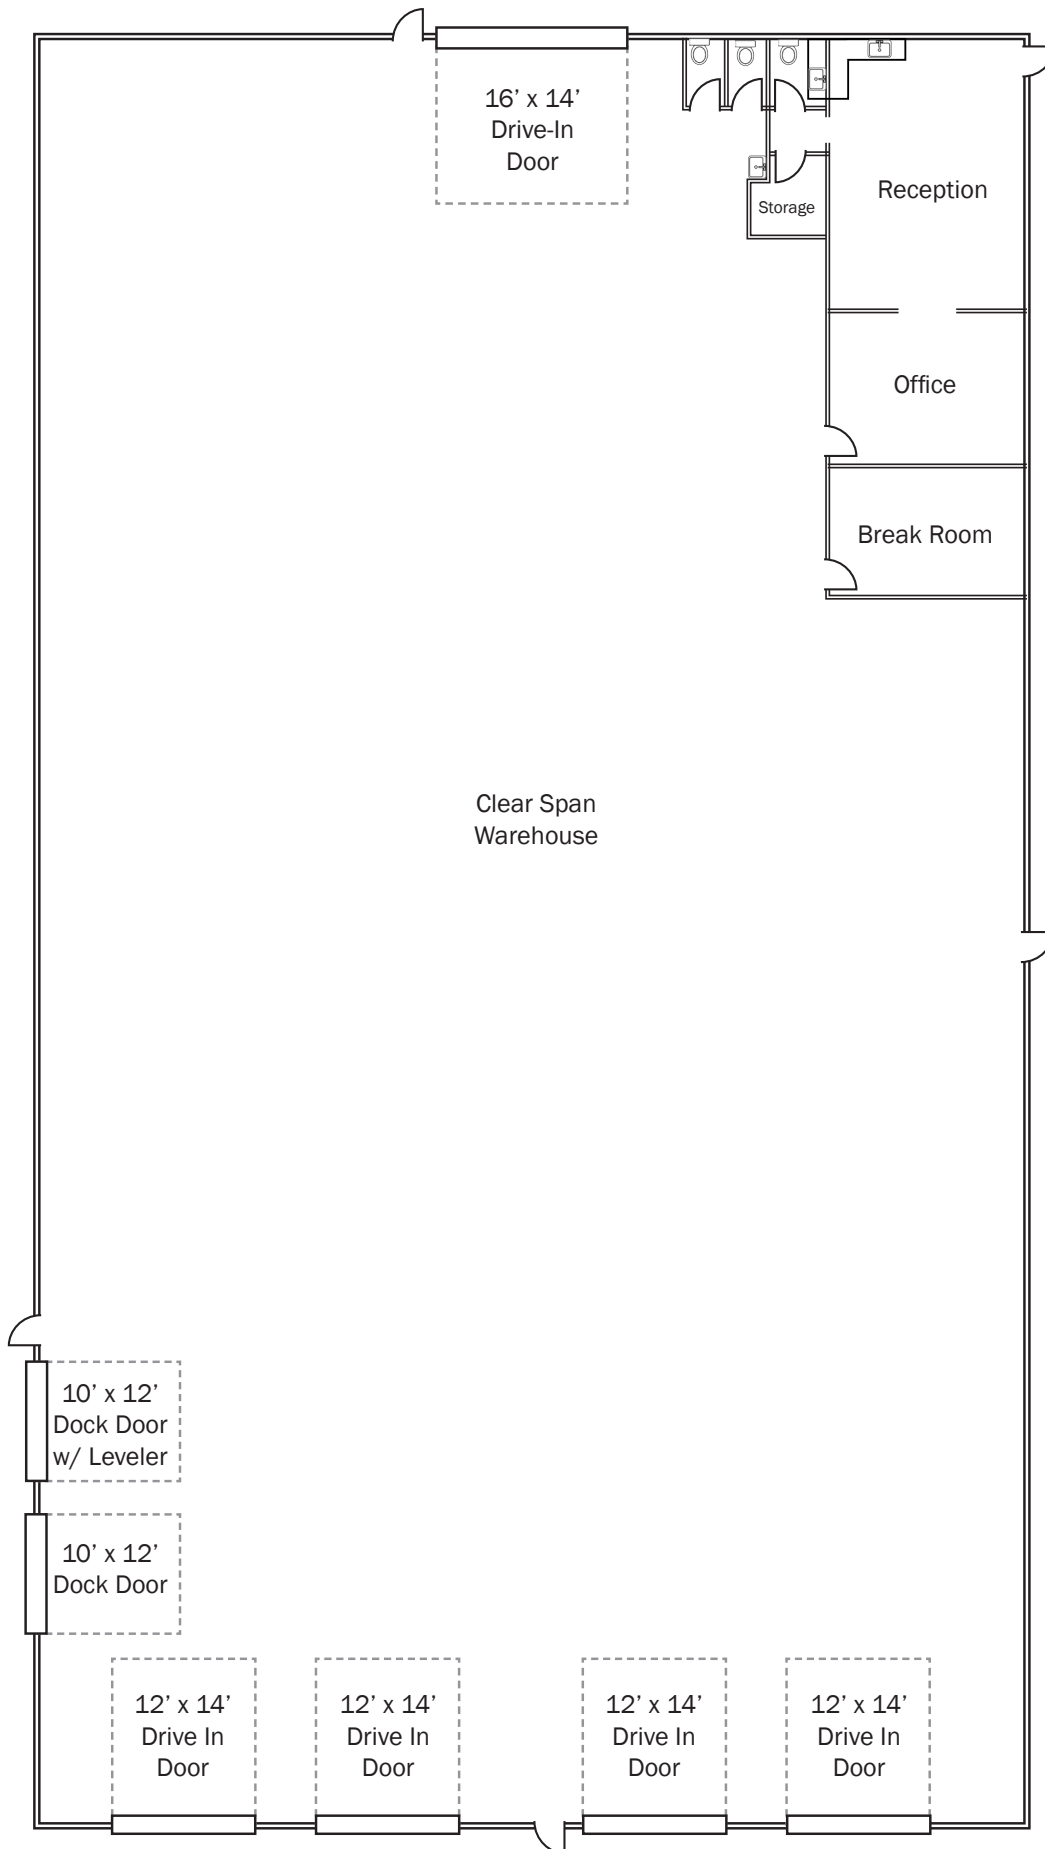 16’ x 14’
Drive-In
Door
Reception
Storage
Office
Break Room
Clear Span
Warehouse
10’ x 12’
Dock Door
w/ Leveler
10’ x 12’
Dock Door
12’ x 14’
Drive In
Door
12’ x 14’
Drive In
Door
12’ x 14’
Drive In
Door
12’ x 14’
Drive In
Door